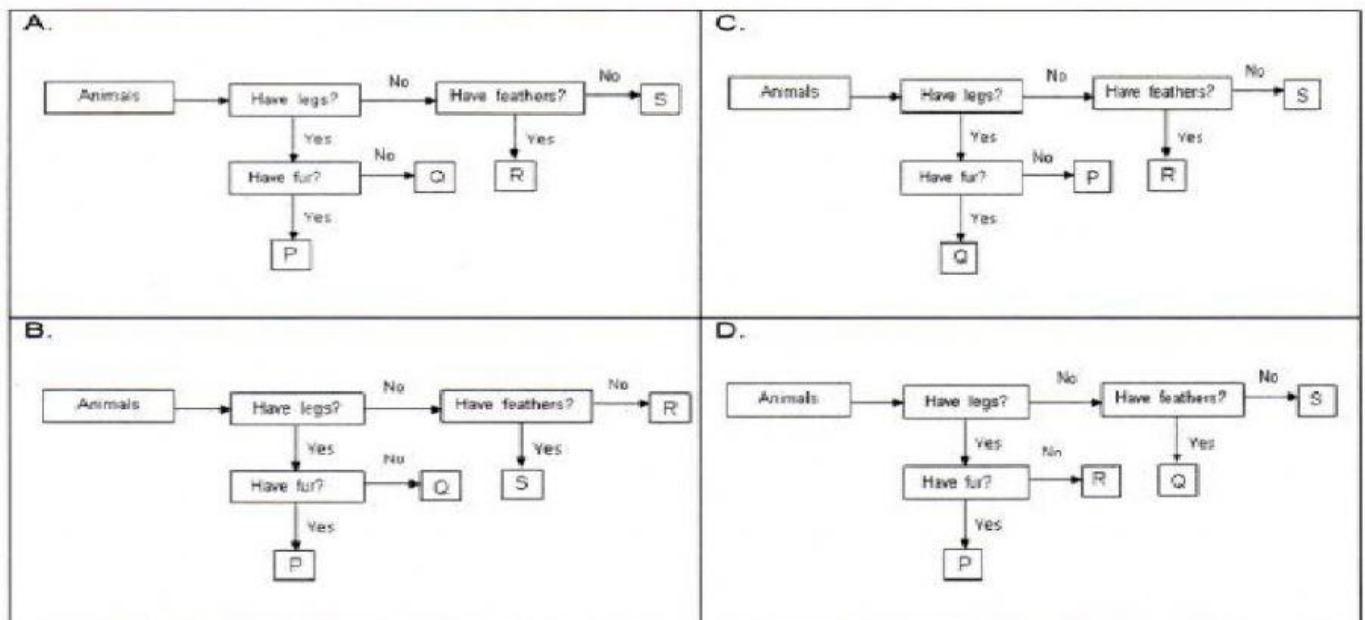 A.
No
No
Animals
Have legs?
Have feathers?
S
Yes
Yes
No
Have fur?
Q
R
Yes
P
C.
No
No
Animals
Have legs?
Have feathers?
S
Yes
Yes
No
Have fur?
P
R
Yes
Q
B.
No
No
Animals
Have legs?
Have feathers?
R
Yes
Yes
No
Have fur?
Q
S
Yes
P
D.
No
No
Animals
Have legs?
Have feathers?
S
Yes
Yes
No
Have fur?
R
Q
Yes
P